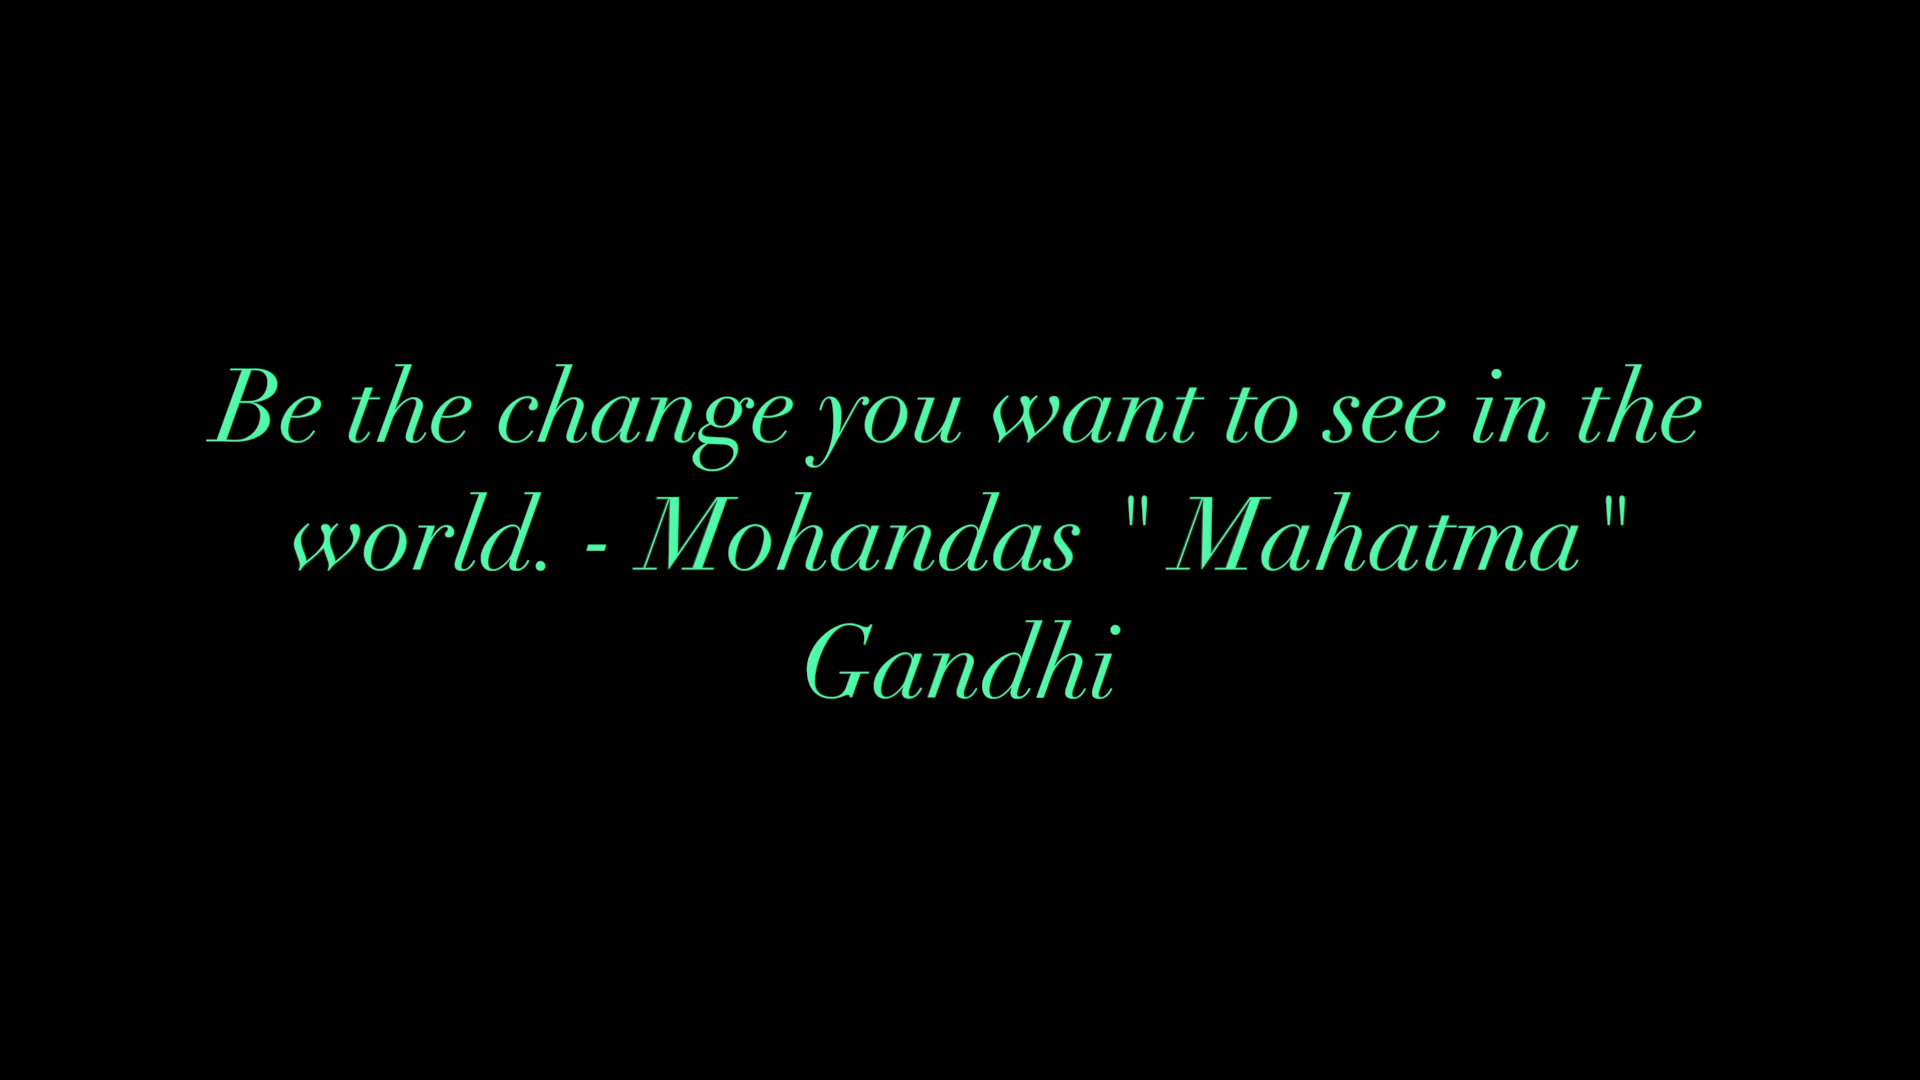 Be the change you want to see in the
world. - Mohandas "Mahatma"
Gandhi